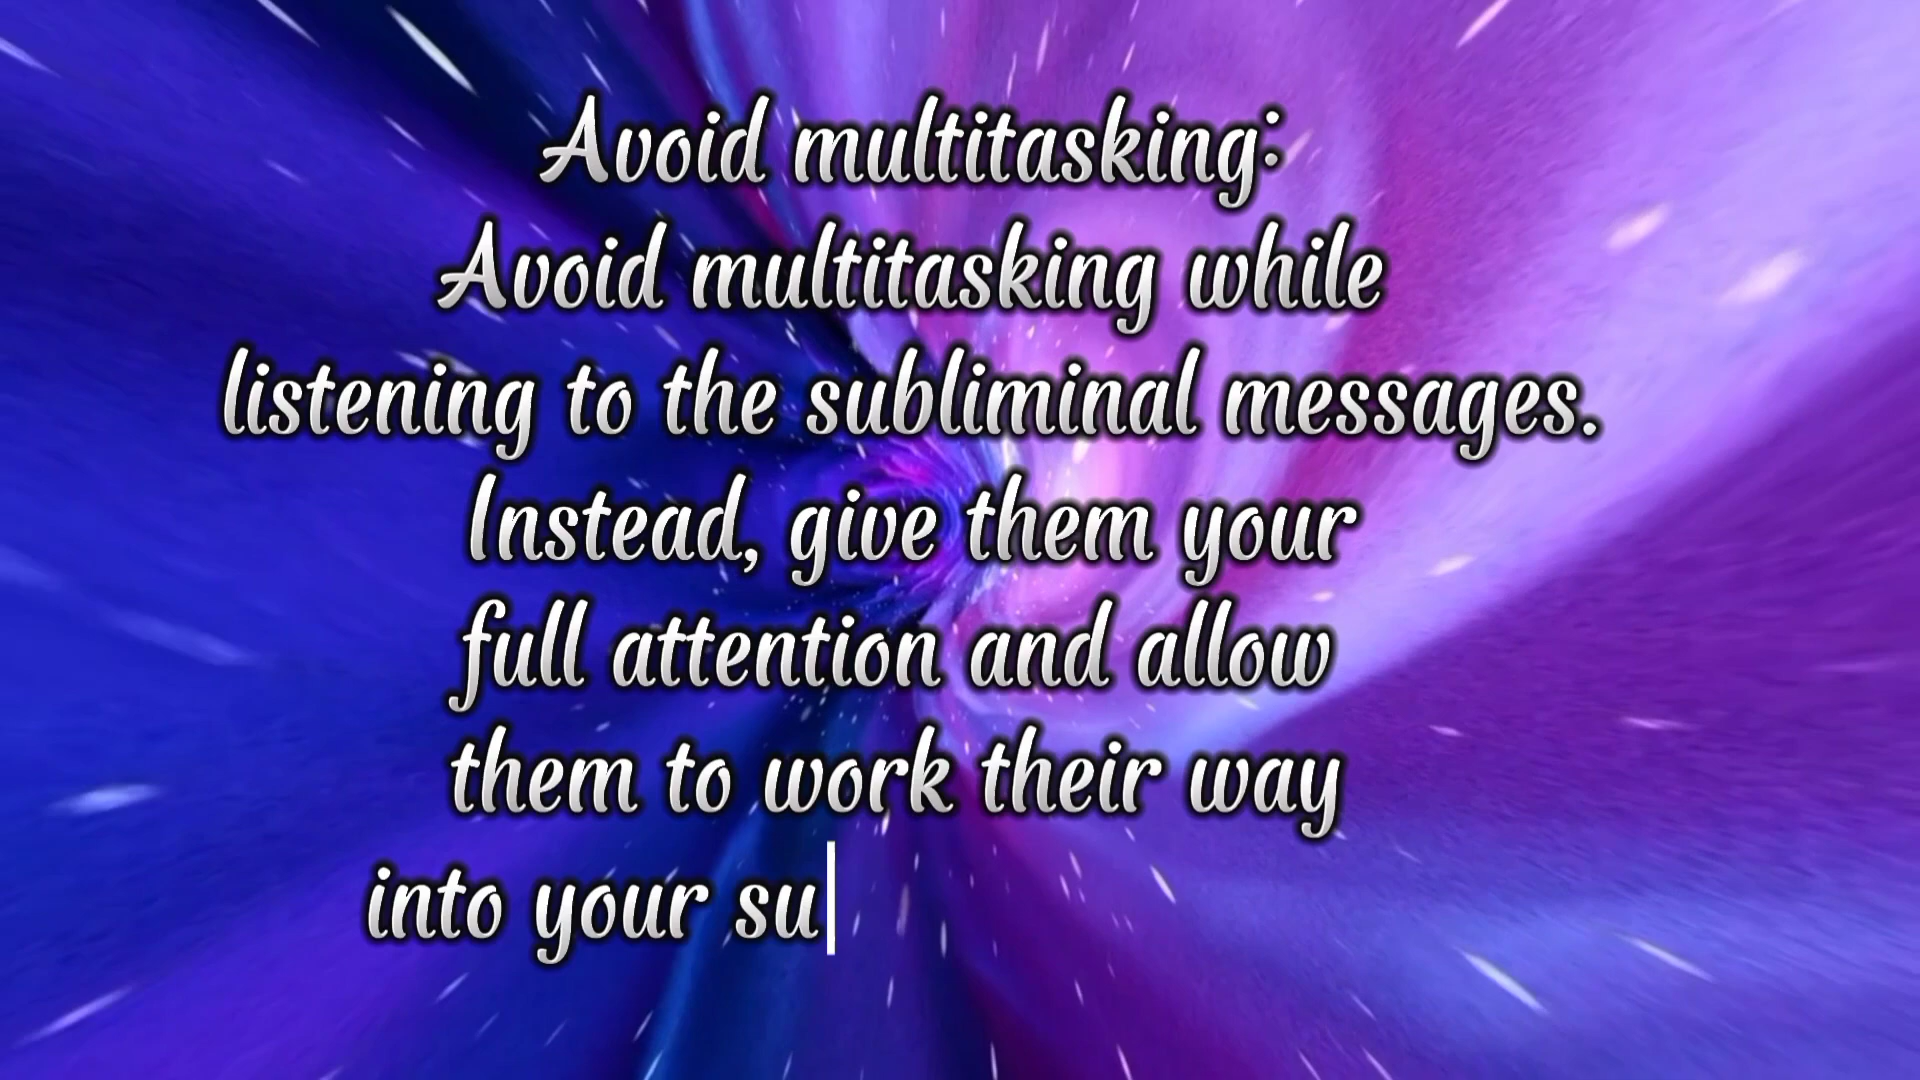 Avoid multitasking:
Avoid multitasking while
listening to the subliminal messages.
Instead, give them your
full attention and allow
them to work their way
into your su